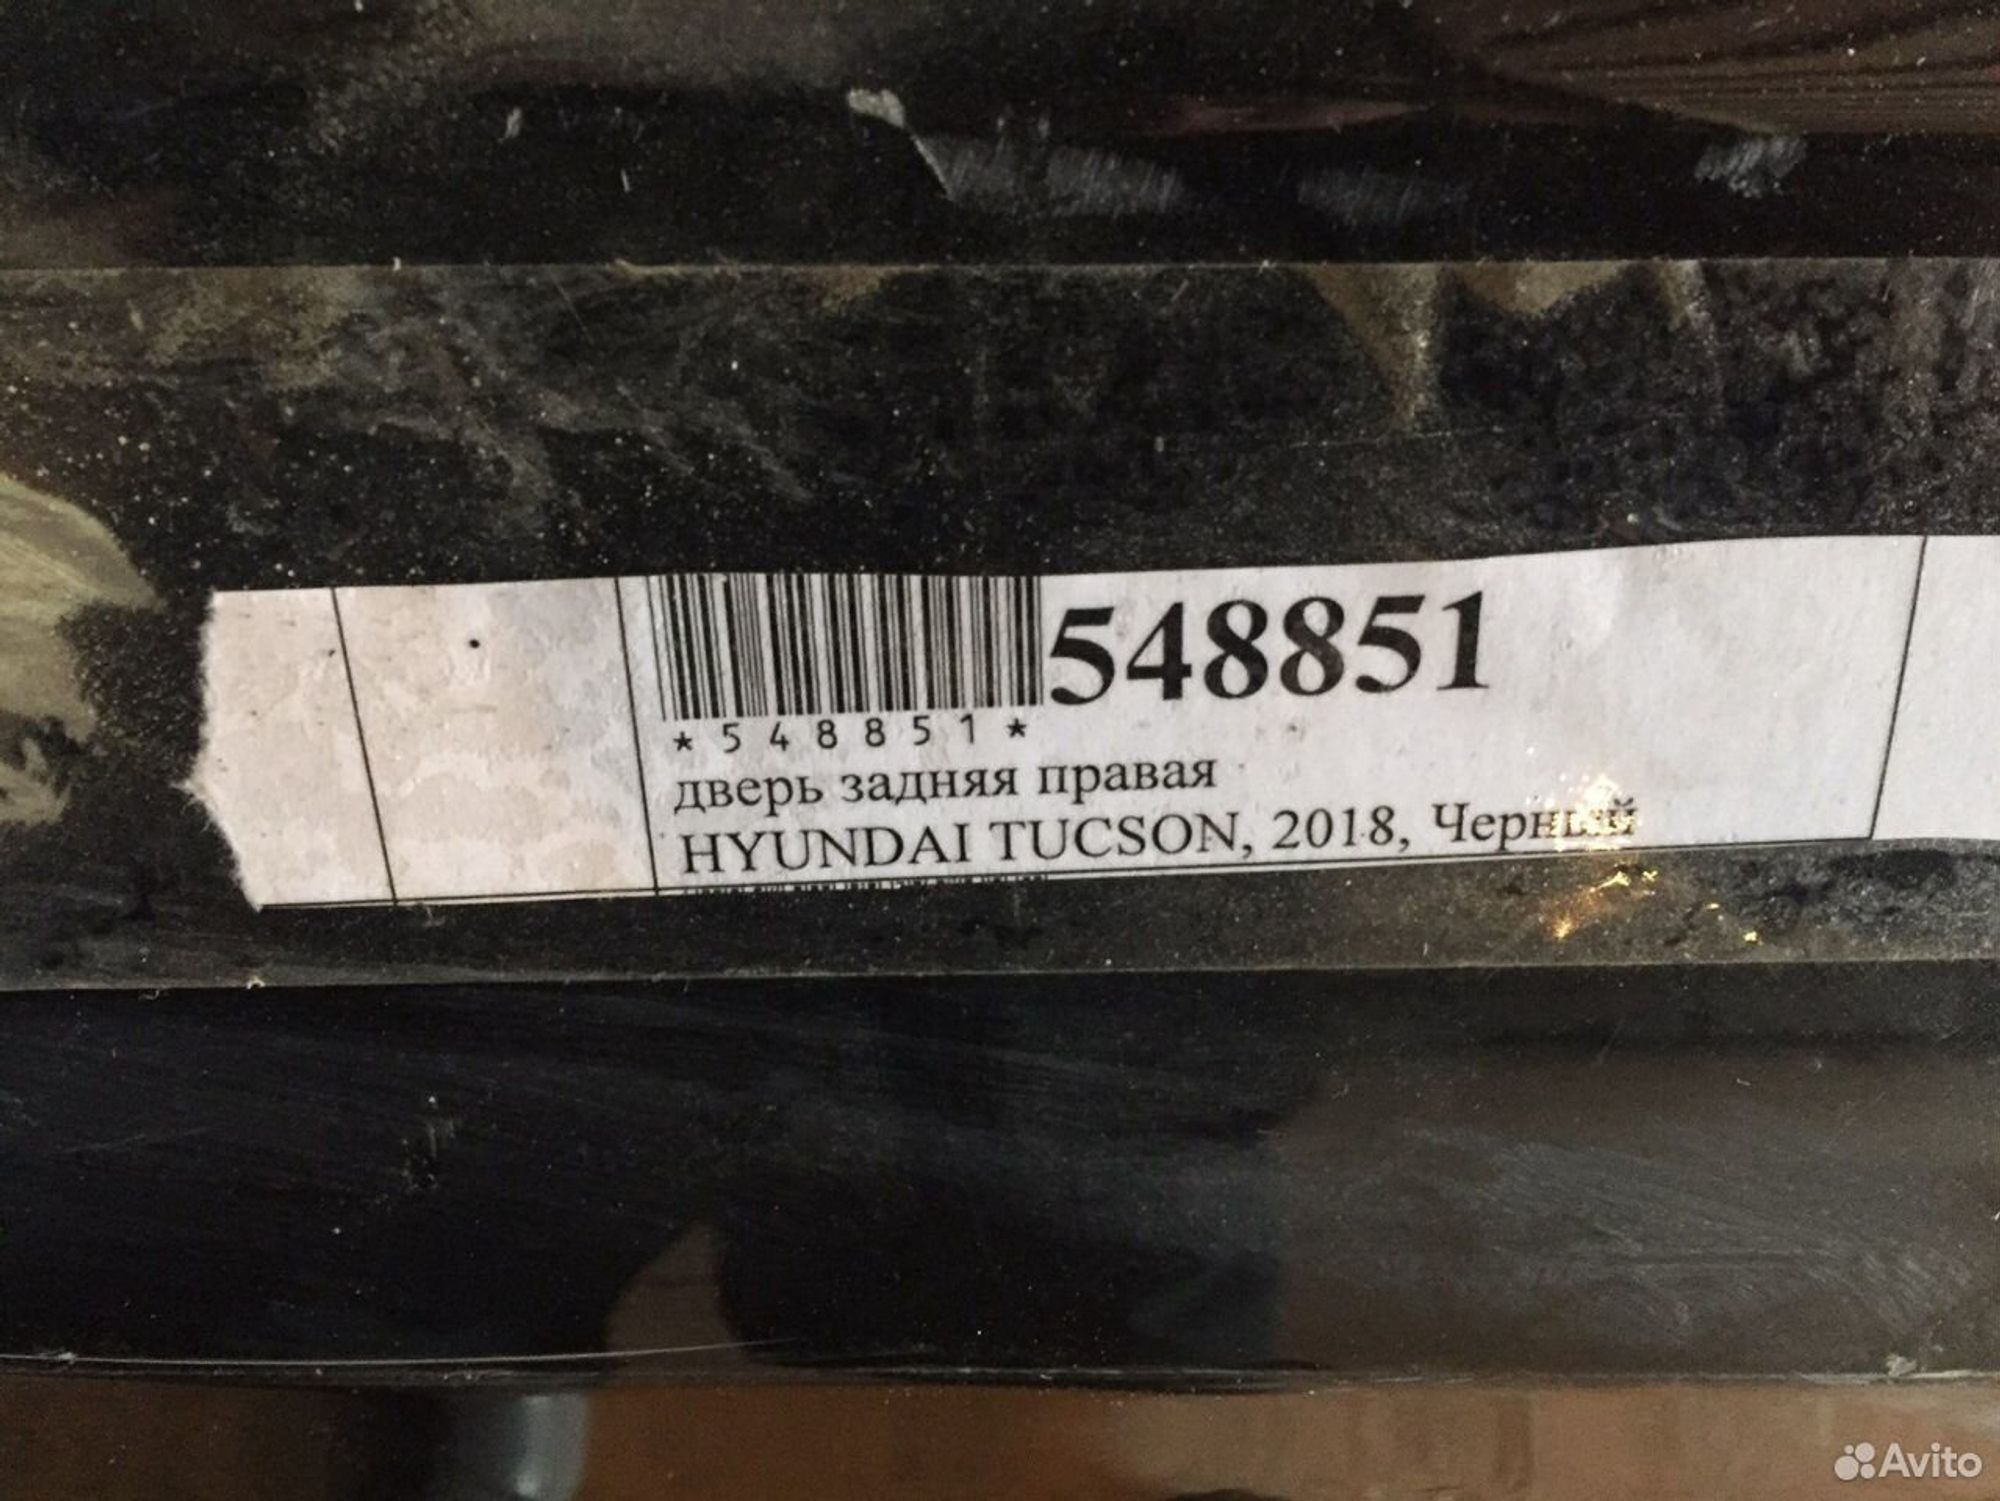 548851
*548851*
дверь задняя правая
HYUNDAI TUCSON, 2018, Черный
Avito